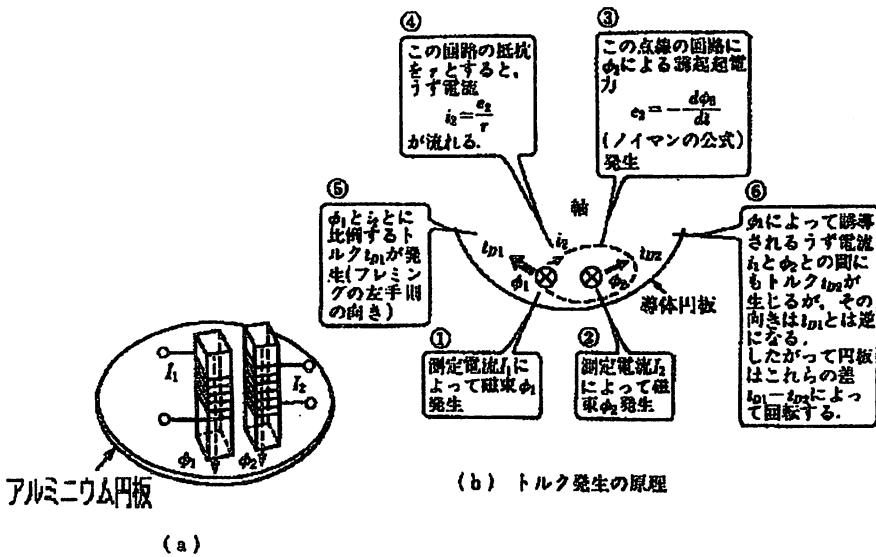 ④
この回路の抵抗
をrとすると,
うず電流
i₂=e₂/r
が流れる.
③
この点線の回路に
φ₂による誘起起電
力
e₂=-dφ₂/dt
(ノイマンの公式)
発生
⑤
φ₁とi₂とに
比例するト
ルクt_D1が発
生(フレミン
グの左手則
の向き)
軸
t_D1
i₂
t_D2
φ₁
φ₂
導体円板
⑥
φ₁によって誘導
されるうず電流
i₁とφ₂との間に
もトルクt_D2が
生じるが, その
向きはt_D1とは逆
になる.
したがって円板
はこれらの差
t_D1-t_D2によっ
て回転する.
①
測定電流I₁に
よって磁束φ₁
発生
②
測定電流I₂
によって磁
束φ₂発生
I₁
I₂
φ₁
φ₂
アルミニウム円板
(a)
(b) トルク発生の原理